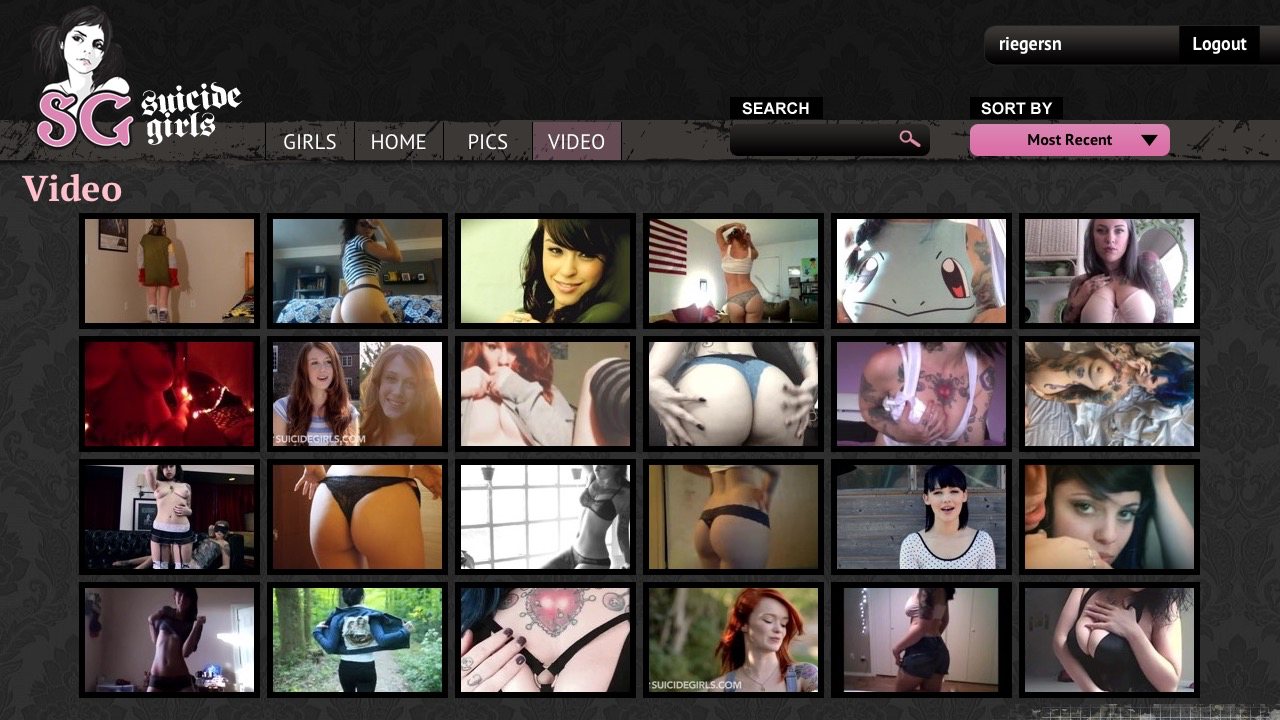 riegersn
Logout
SG
suicide
girls
SEARCH
SORT BY
GIRLS
HOME
PICS
VIDEO
Most Recent
Video
SUICIDEGIRLS.COM
SUICIDEGIRLS.COM